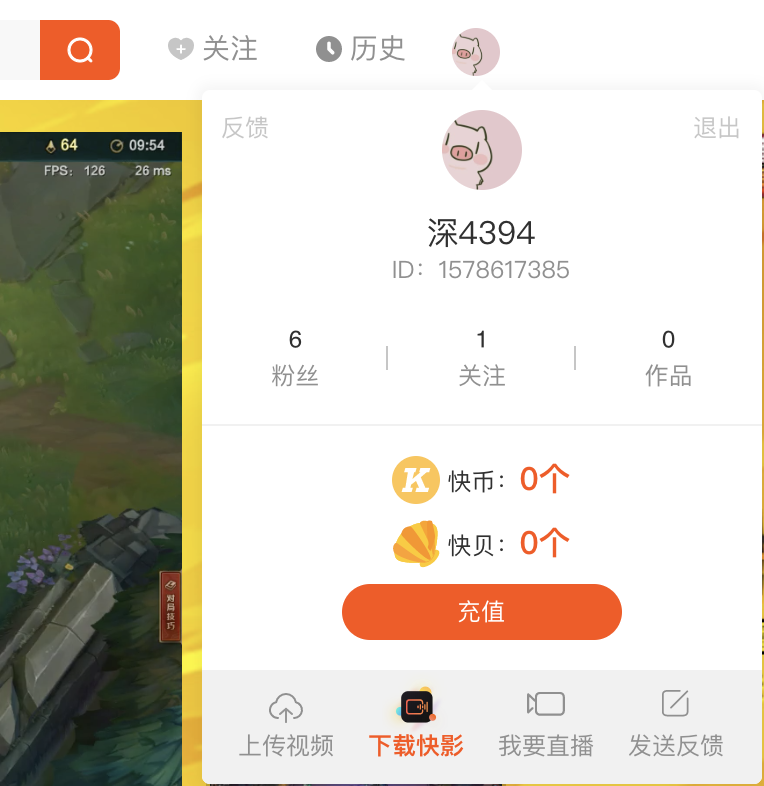 关注 历史
64 09:54
FPS: 126 26 ms
反馈 退出
深4394
ID：1578617385
6 1 0
粉丝 关注 作品
K 快币：0个
快贝：0个
充值
对局技巧
上传视频 下载快影 我要直播 发送反馈